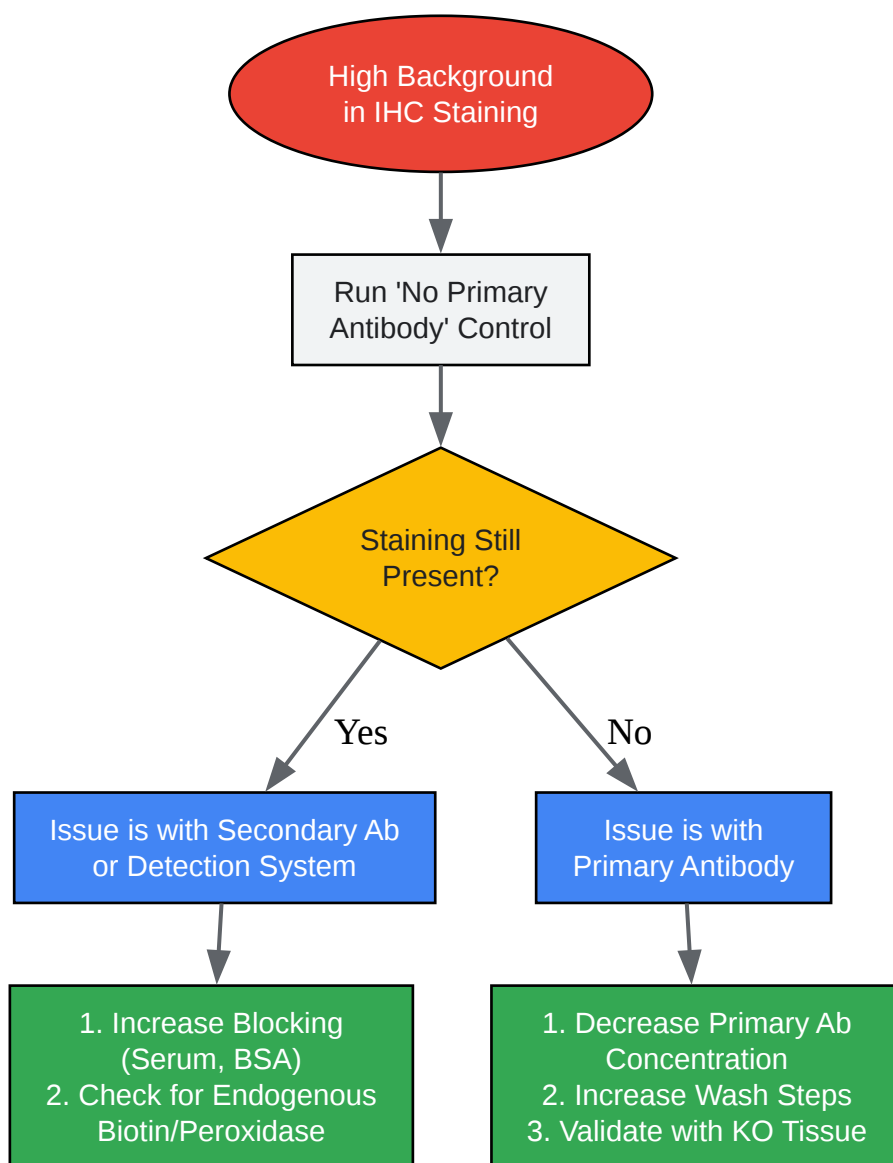 High Background
in IHC Staining
Run 'No Primary
Antibody' Control
Staining Still
Present?
Yes
No
Issue is with Secondary Ab
or Detection System
Issue is with
Primary Antibody
1. Increase Blocking
(Serum, BSA)
2. Check for Endogenous
Biotin/Peroxidase
1. Decrease Primary Ab
Concentration
2. Increase Wash Steps
3. Validate with KO Tissue